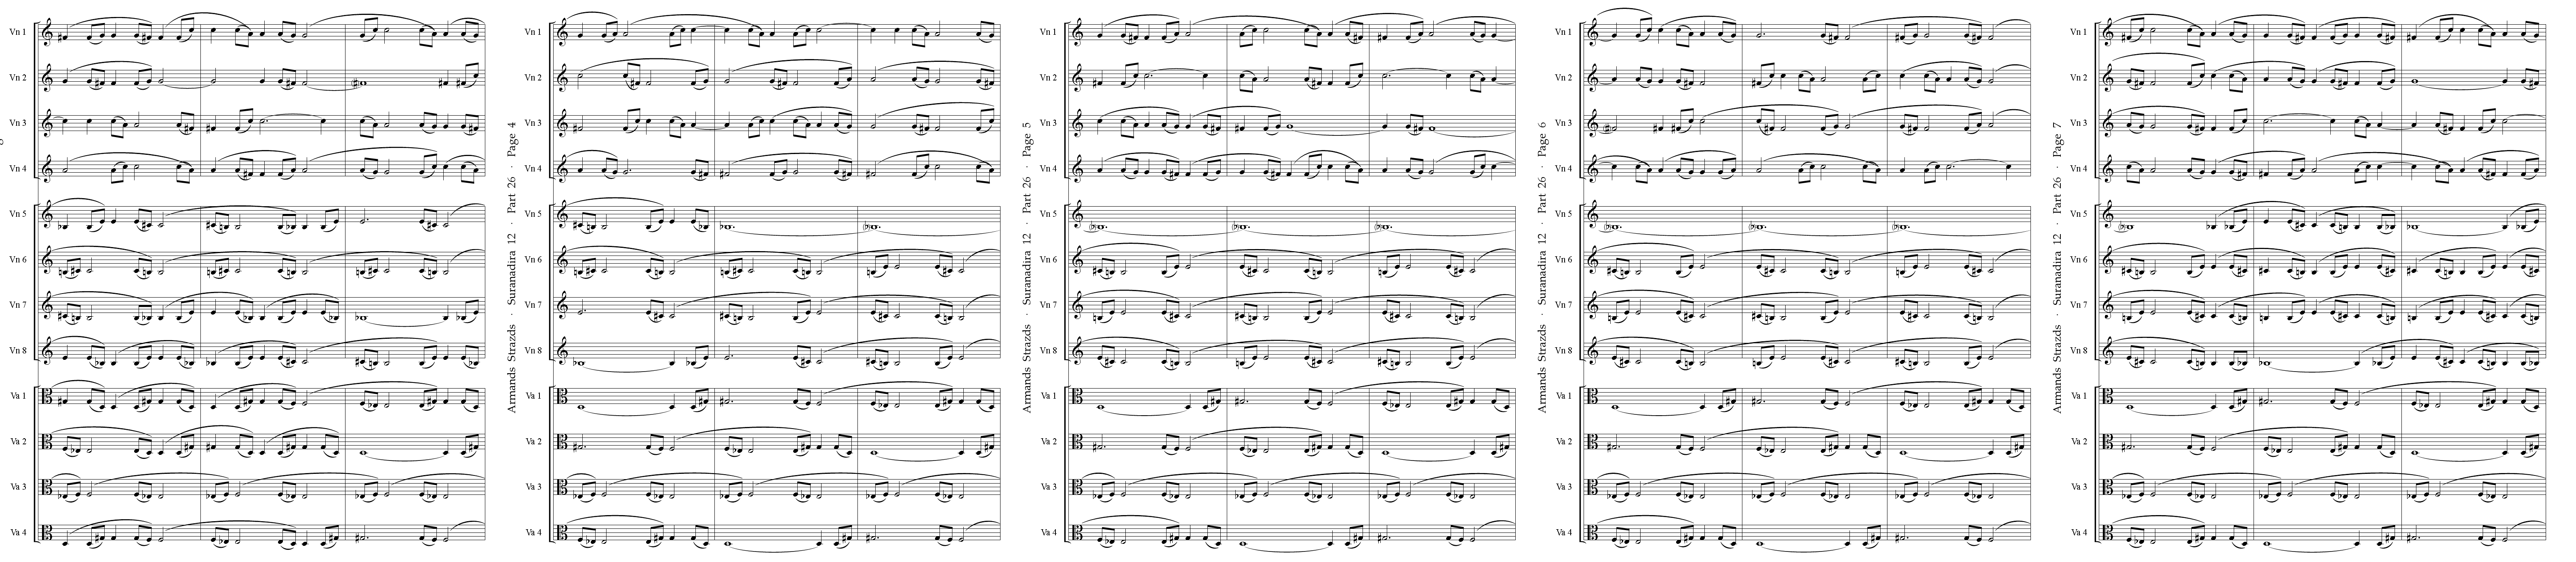 Vn 1
Vn 2
Vn 3
Vn 4
Vn 5
Vn 6
Vn 7
Vn 8
Va 1
Va 2
Va 3
Va 4
Armands Strazds · Suranadira 12 · Part 26 · Page 4
Vn 1
Vn 2
Vn 3
Vn 4
Vn 5
Vn 6
Vn 7
Vn 8
Va 1
Va 2
Va 3
Va 4
Armands Strazds · Suranadira 12 · Part 26 · Page 5
Vn 1
Vn 2
Vn 3
Vn 4
Vn 5
Vn 6
Vn 7
Vn 8
Va 1
Va 2
Va 3
Va 4
Armands Strazds · Suranadira 12 · Part 26 · Page 6
Vn 1
Vn 2
Vn 3
Vn 4
Vn 5
Vn 6
Vn 7
Vn 8
Va 1
Va 2
Va 3
Va 4
Armands Strazds · Suranadira 12 · Part 26 · Page 7
Vn 1
Vn 2
Vn 3
Vn 4
Vn 5
Vn 6
Vn 7
Vn 8
Va 1
Va 2
Va 3
Va 4